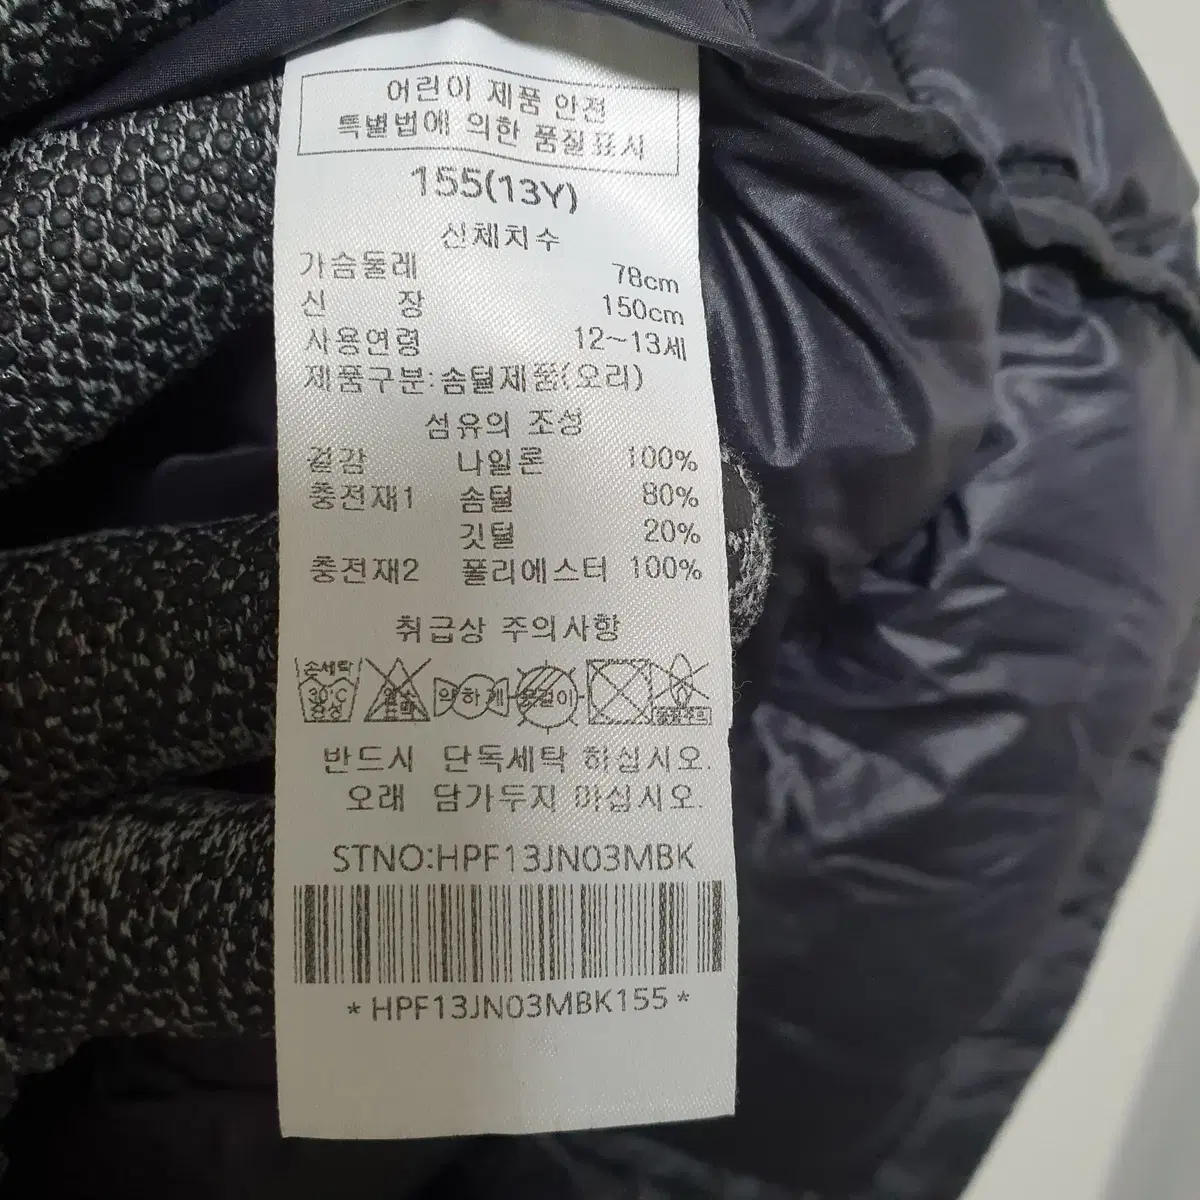 어린이 제품 안전
특별법에 의한 품질표시
155(13Y)
신체치수
가슴둘레 78cm
신 장 150cm
사용연령 12~13세
제품구분:솜털제품(오리)
섬유의 조성
겉감 나일론 100%
충전재1 솜털 80%
깃털 20%
충전재2 폴리에스터 100%
취급상 주의사항
손세탁
30°C 약하게 옷걸이
중성
반드시 단독세탁 하십시오.
오래 담가두지 마십시오.
STNO:HPF13JN03MBK
* HPF13JN03MBK155 *